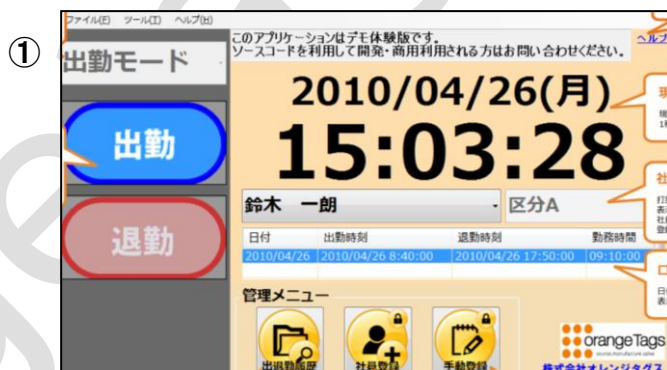 ファイル(F) ツール(T) ヘルプ(H)
①
出勤モード
このアプリケーションはデモ体験版です。
ソースコードを利用して開発・商用利用される方はお問い合わせください。
ヘルプ
2010/04/26(月)
15:03:28
出勤
退勤
鈴木 一朗
区分A
日付 出勤時刻 退勤時刻 勤務時間
2010/04/26 2010/04/26 8:40:00 2010/04/26 17:50:00 09:10:00
管理メニュー
出退勤履歴
社員登録
手動登録
orangeTags
株式会社オレンジタグス